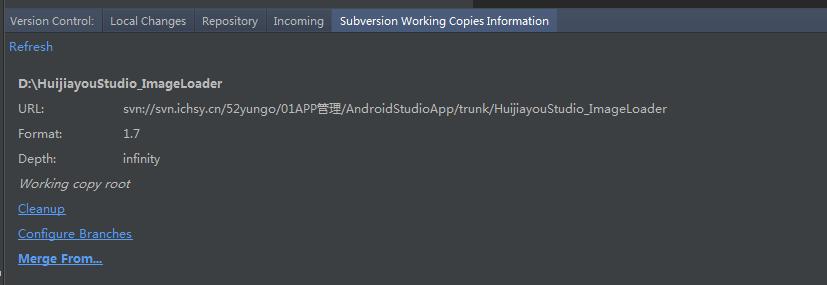 Version Control: Local Changes Repository Incoming Subversion Working Copies Information
Refresh
D:\HuijiayouStudio_ImageLoader
URL: svn://svn.ichsy.cn/52yungo/01APP管理/AndroidStudioApp/trunk/HuijiayouStudio_ImageLoader
Format: 1.7
Depth: infinity
Working copy root
Cleanup
Configure Branches
Merge From...